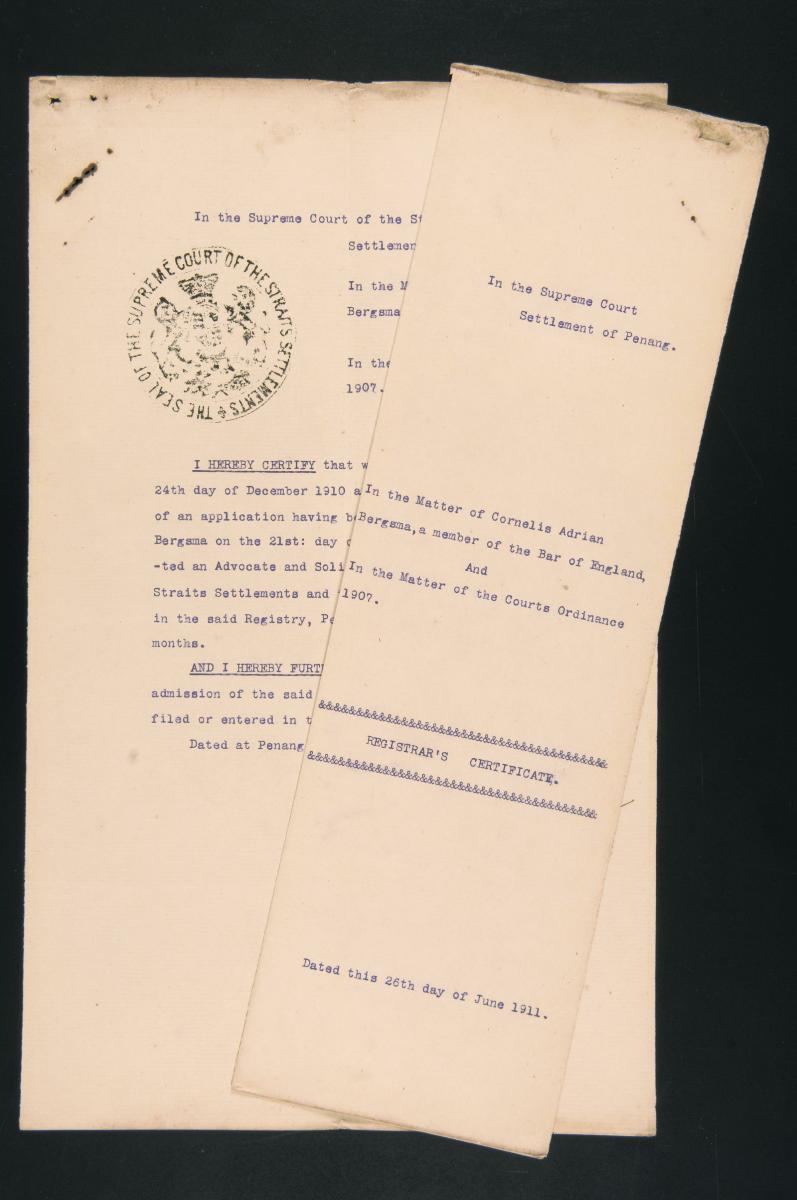 In the Supreme Court of the St
Settlemen
In the M
Bergsma
In the
1907.
THE SEAL OF THE SUPREME COURT OF THE STRAITS SETTLEMENTS
I HEREBY CERTIFY that w
24th day of December 1910 a
of an application having b
Bergsma on the 21st: day
-ted an Advocate and Soli
Straits Settlements and
in the said Registry, Pe
months.
AND I HEREBY FURT
admission of the said
filed or entered in t
Dated at Penang
In the Supreme Court
Settlement of Penang.
In the Matter of Cornelis Adrian
Bergsma, a member of the Bar of England,
And
In the Matter of the Courts Ordinance
1907.
&&&&&&&&&&&&&&&&&&&&&&&&&&&&&&&&&&&&&&&&
REGISTRAR'S CERTIFICATE.
&&&&&&&&&&&&&&&&&&&&&&&&&&&&&&&&&&&&&&&&
Dated this 26th day of June 1911.